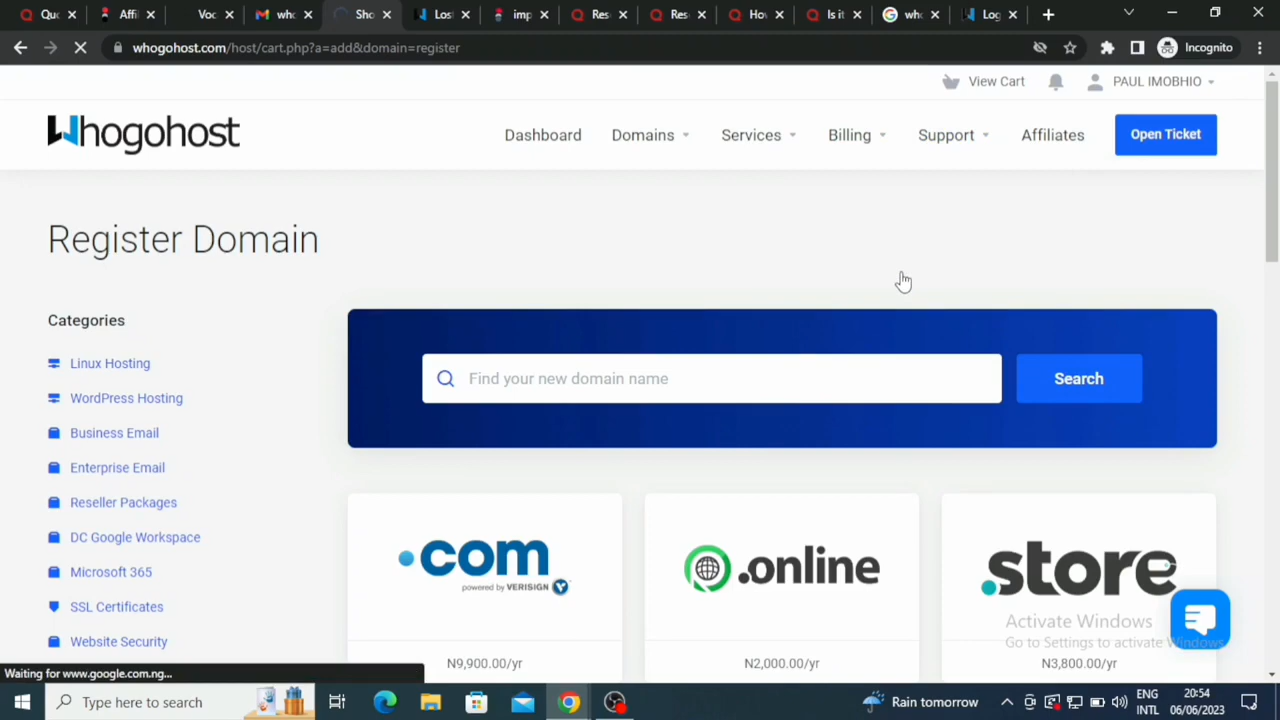 Quo
Affil
Voc
who
Sho
Lost
imp
Res
Res
Ho
Is it
who
Log
whogohost.com/host/cart.php?a=add&domain=register
Incognito
View Cart
PAUL IMOBHIO
Whogohost
Dashboard
Domains
Services
Billing
Support
Affiliates
Open Ticket
Register Domain
Categories
Linux Hosting
WordPress Hosting
Business Email
Enterprise Email
Reseller Packages
DC Google Workspace
Microsoft 365
SSL Certificates
Website Security
Find your new domain name
Search
.com
powered by VERISIGN
.online
.store
N9,900.00/yr
N2,000.00/yr
N3,800.00/yr
Activate Windows
Go to Settings to activate Windows.
Waiting for www.google.com.ng...
Type here to search
Rain tomorrow
ENG
INTL
20:54
06/06/2023